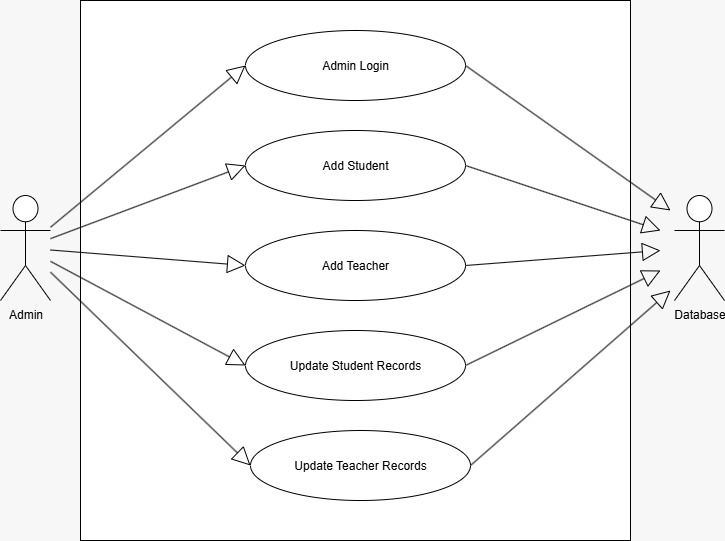 Admin Login
Add Student
Add Teacher
Admin
Database
Update Student Records
Update Teacher Records